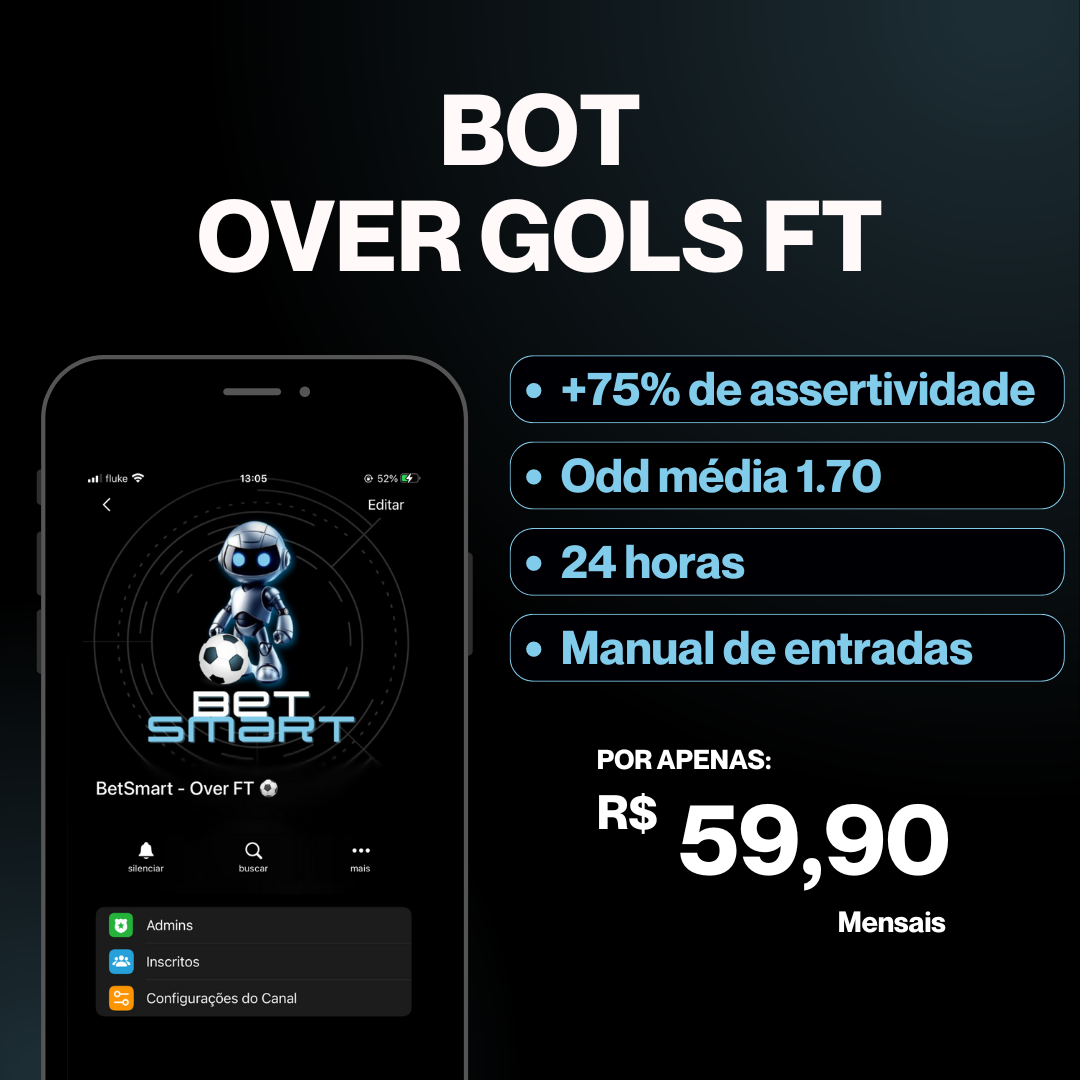 BOT
OVER GOLS FT
fluke
13:05
52%
Editar
BET
SMART
BetSmart - Over FT
silenciar
buscar
mais
Admins
Inscritos
Configurações do Canal
• +75% de assertividade
• Odd média 1.70
• 24 horas
• Manual de entradas
POR APENAS:
R$ 59,90
Mensais